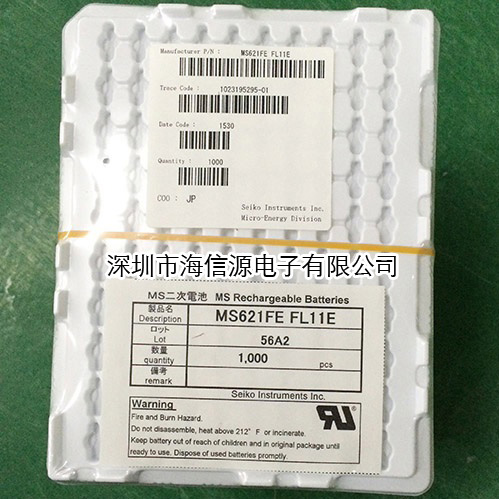 Manufacturer P/N : MS621FE FL11E
Trace Code : 1023195295-01
Date Code : 1530
Quantity : 1000
COO : JP
Seiko Instruments Inc.
Micro-Energy Division
深圳市海信源电子有限公司
MS二次電池 MS Rechargeable Batteries
製品名
Description
MS621FE FL11E
ロット
Lot
56A2
数量
quantity
1,000 pcs
備考
remark
Seiko Instruments Inc.
Warning
Fire and Burn Hazard.
Do not disassemble, heat above 212° F or incinerate.
Keep battery out of reach of children and in original package until
ready to use. Dispose of used batteries promptly.
RU